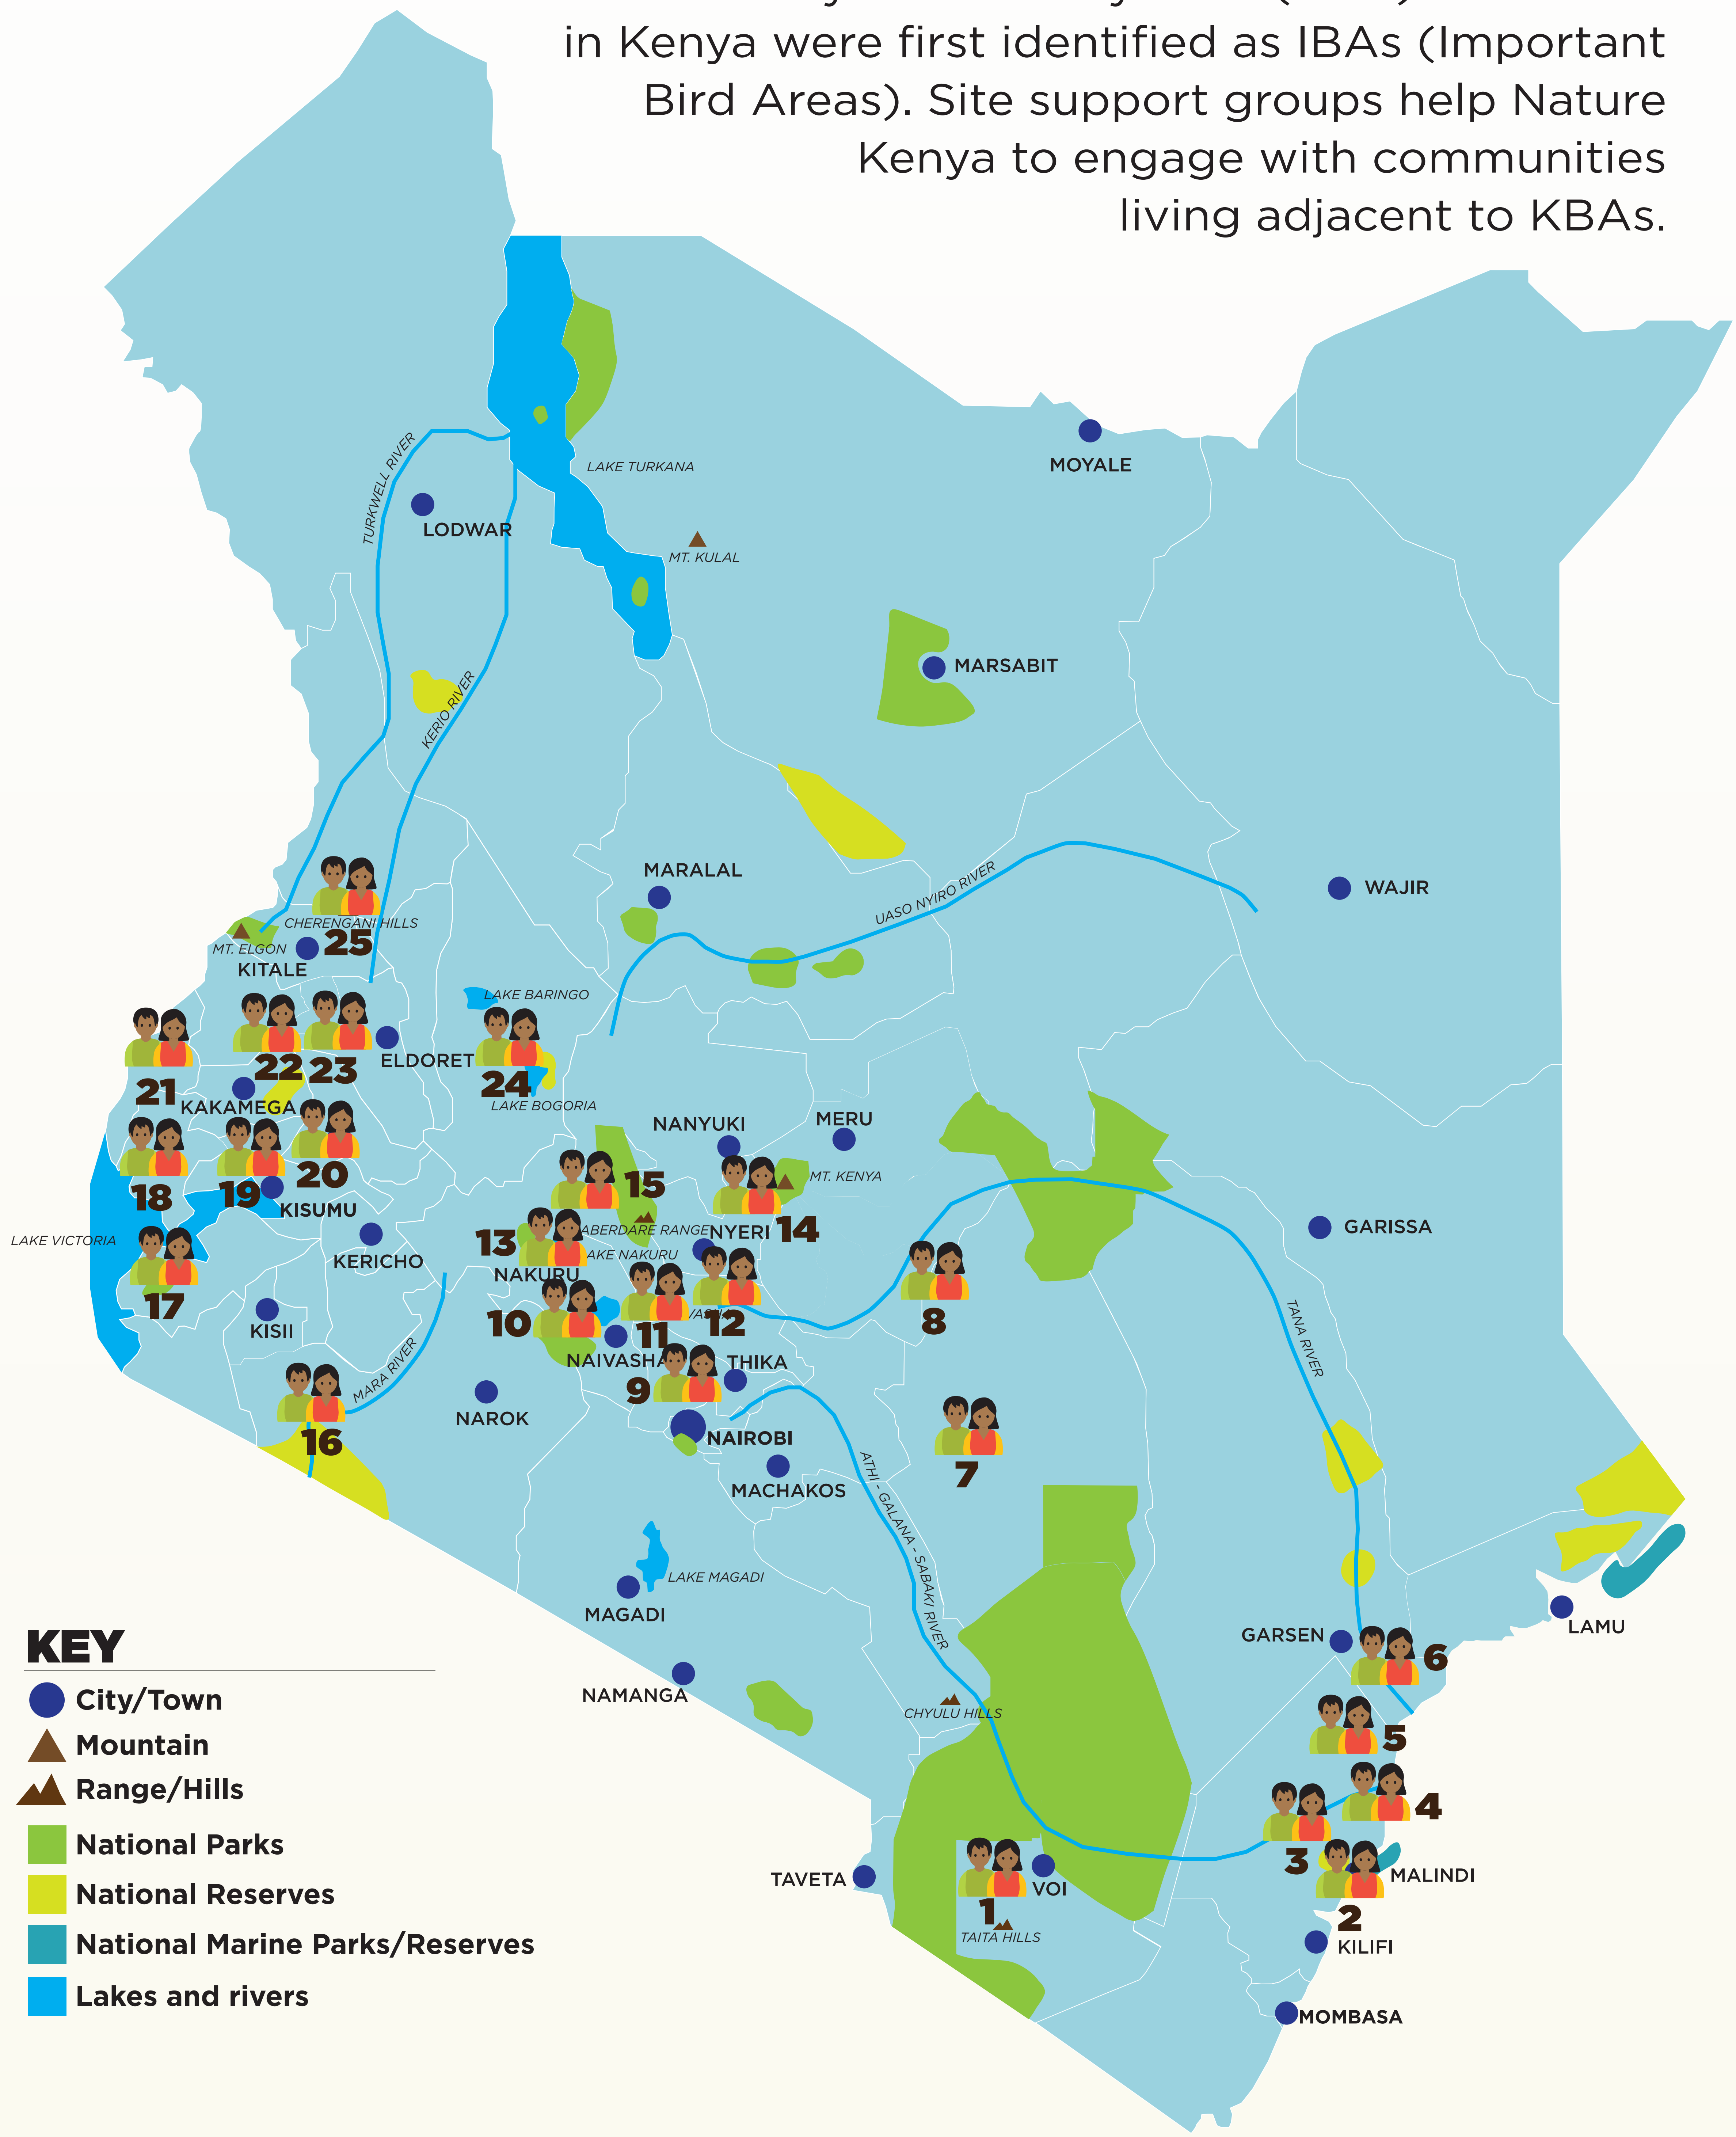 in Kenya were first identified as IBAs (Important
Bird Areas). Site support groups help Nature
Kenya to engage with communities
living adjacent to KBAs.
TURKWELL RIVER
LAKE TURKANA
MOYALE
LODWAR
MT. KULAL
MARSABIT
KERIO RIVER
MARALAL
UASO NYIRO RIVER
WAJIR
CHERENGANI HILLS
25
MT. ELGON
KITALE
LAKE BARINGO
ELDORET
22
23
21
24
KAKAMEGA
LAKE BOGORIA
NANYUKI
MERU
MT. KENYA
20
15
18
19
KISUMU
GARISSA
ABERDARE RANGE
NYERI
14
LAKE VICTORIA
13
KERICHO
AKE NAKURU
NAKURU
17
10
11
12
8
KISII
TANA RIVER
NAIVASHA
THIKA
MARA RIVER
9
NAROK
16
NAIROBI
7
MACHAKOS
ATHI - GALANA - SABAKI RIVER
LAKE MAGADI
MAGADI
LAMU
GARSEN
6
NAMANGA
CHYULU HILLS
5
4
3
TAVETA
VOI
MALINDI
1
2
TAITA HILLS
KILIFI
MOMBASA
KEY
City/Town
Mountain
Range/Hills
National Parks
National Reserves
National Marine Parks/Reserves
Lakes and rivers